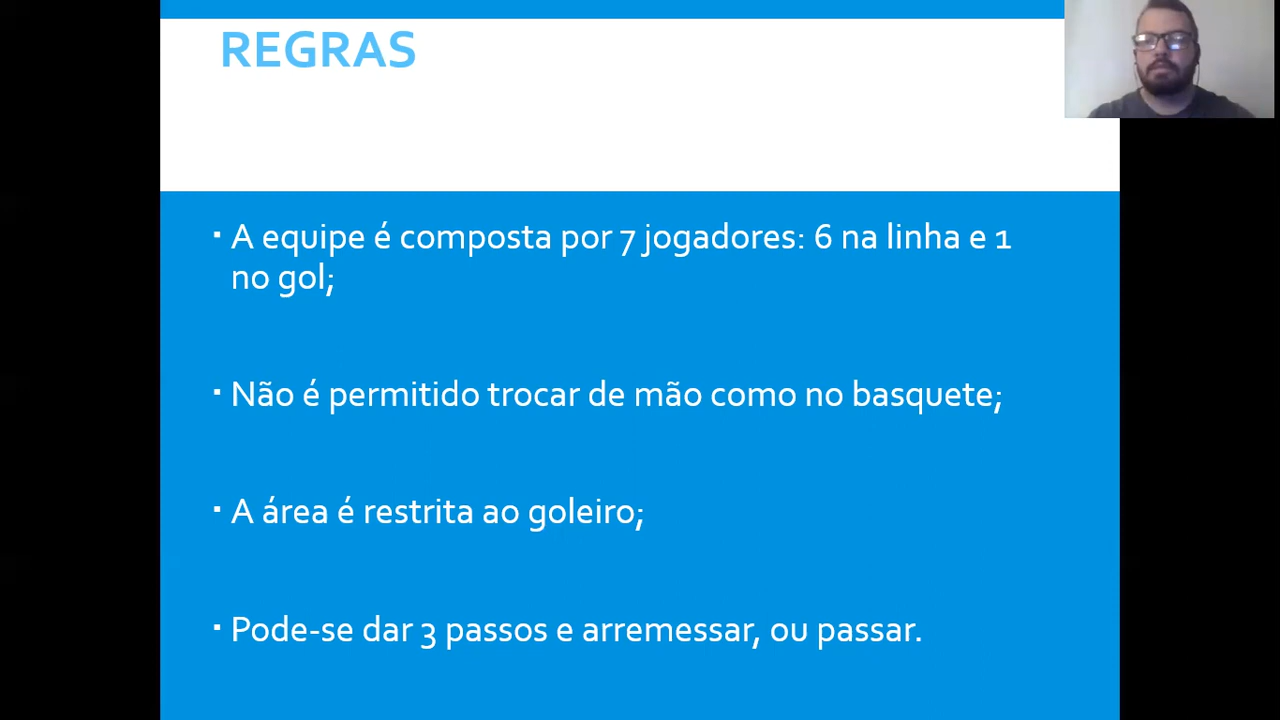 REGRAS
▪ A equipe é composta por 7 jogadores: 6 na linha e 1
no gol;
▪ Não é permitido trocar de mão como no basquete;
▪ A área é restrita ao goleiro;
▪ Pode-se dar 3 passos e arremessar, ou passar.